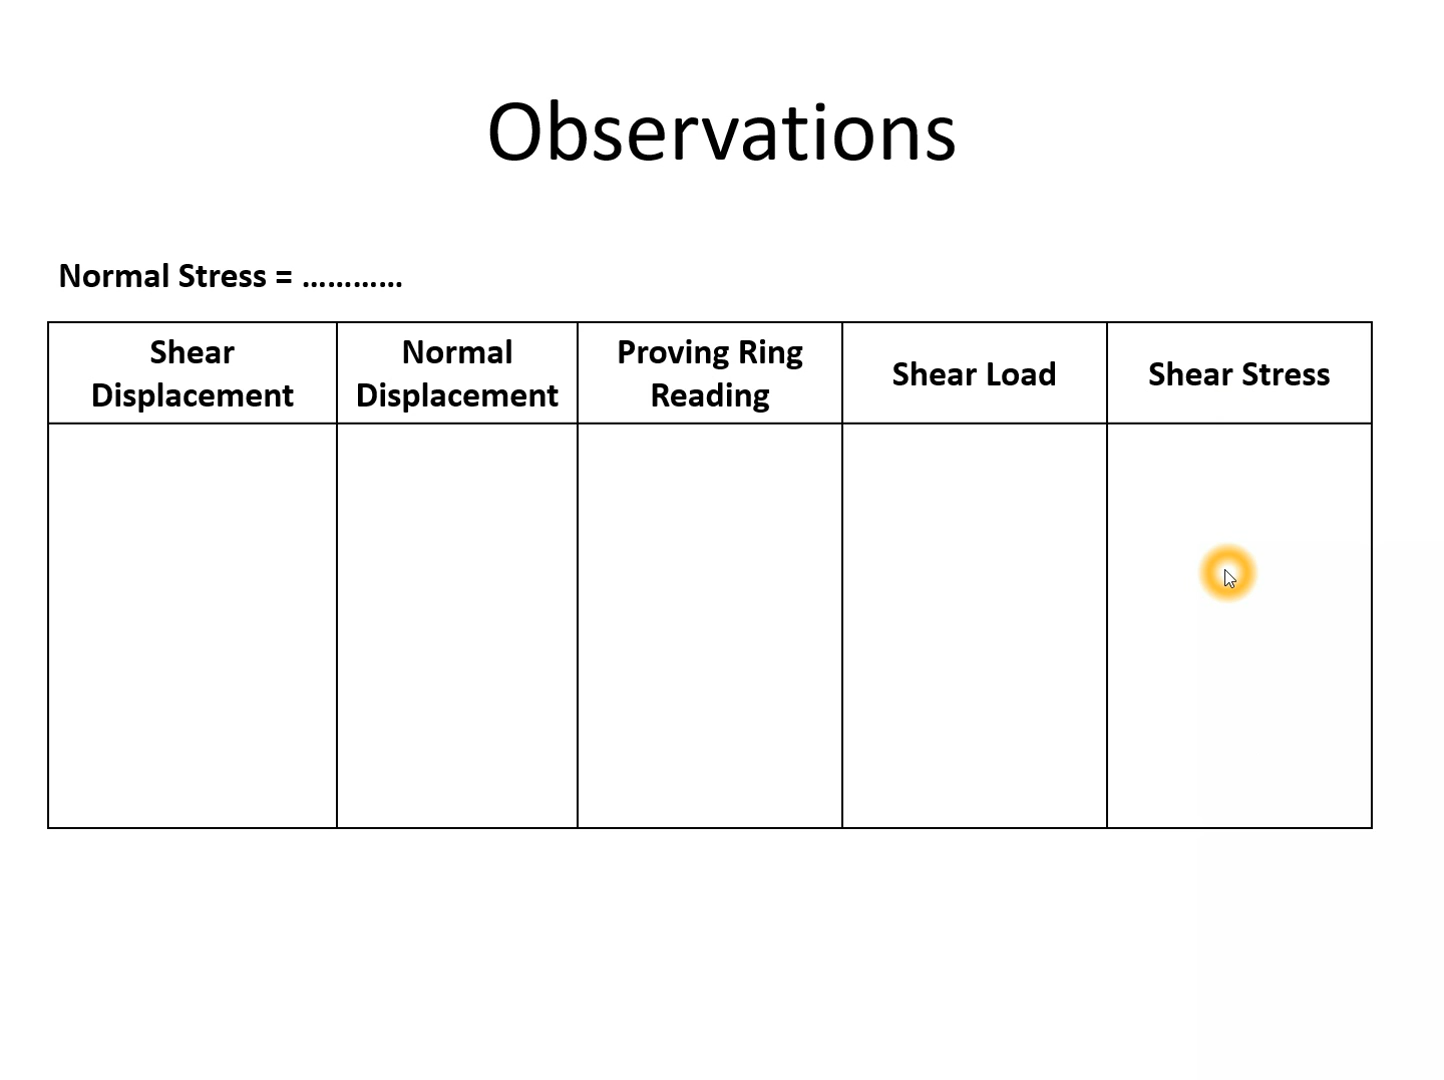 Observations
Normal Stress = …………
Shear
Displacement
Normal
Displacement
Proving Ring
Reading
Shear Load
Shear Stress